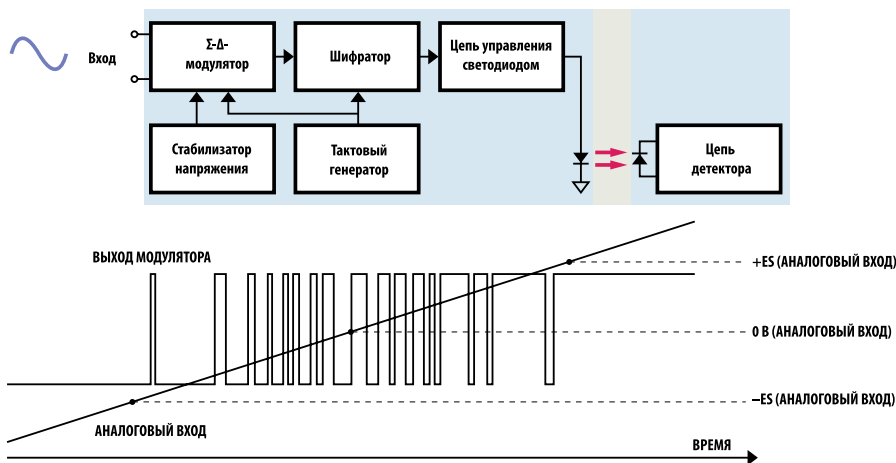 Вход
Σ-Δ-
модулятор
Шифратор
Цепь управления
светодиодом
Стабилизатор
напряжения
Тактовый
генератор
Цепь
детектора
ВЫХОД МОДУЛЯТОРА
+ES (АНАЛОГОВЫЙ ВХОД)
0 В (АНАЛОГОВЫЙ ВХОД)
–ES (АНАЛОГОВЫЙ ВХОД)
АНАЛОГОВЫЙ ВХОД
ВРЕМЯ